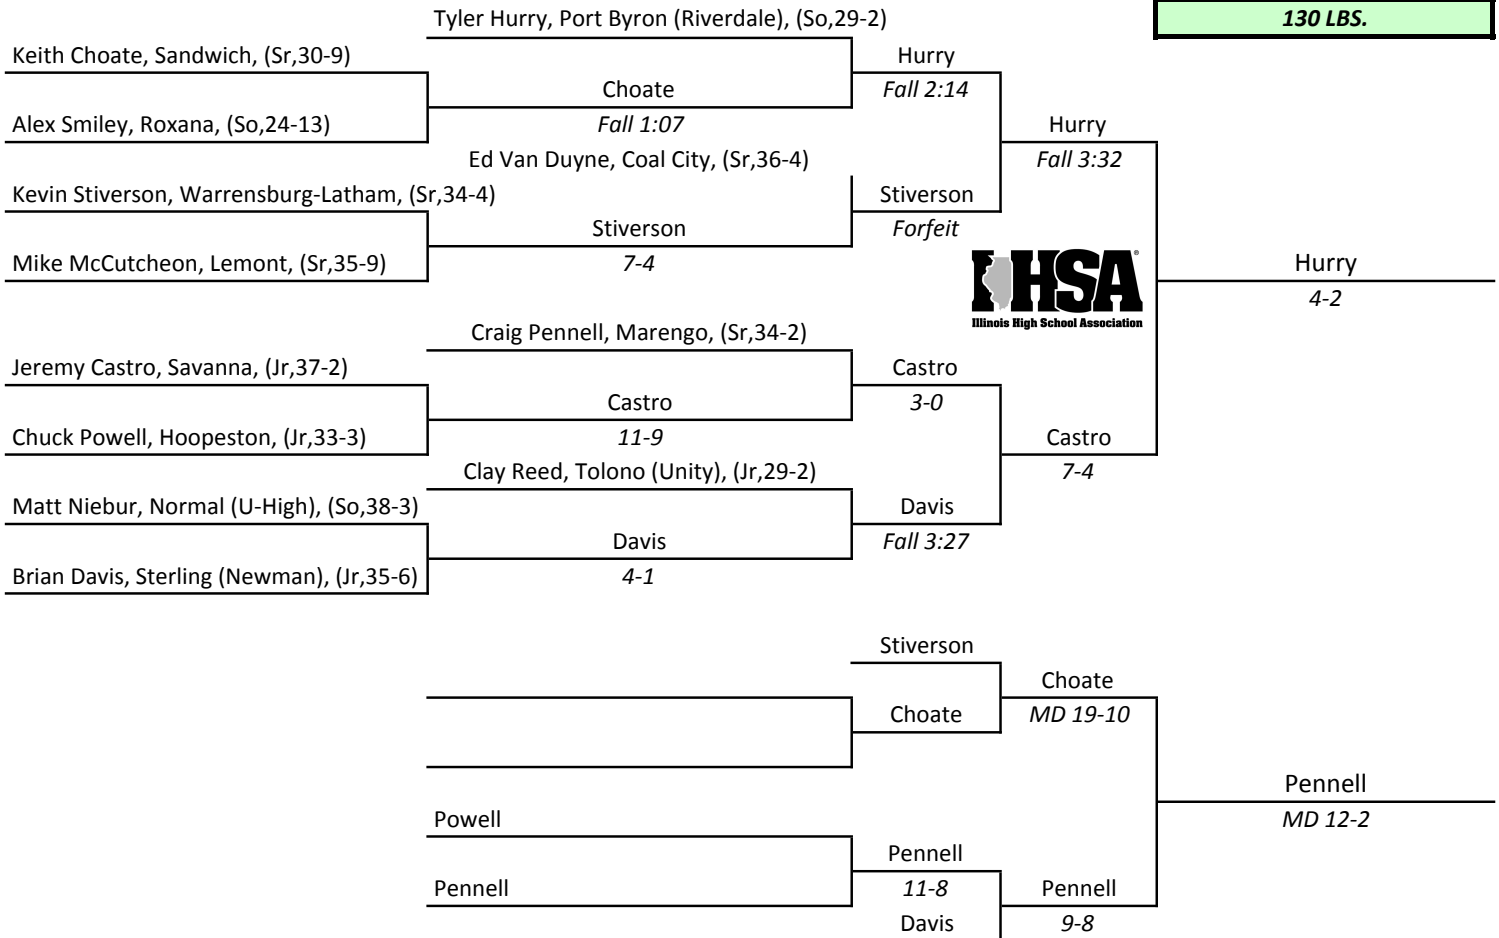 Tyler Hurry, Port Byron (Riverdale), (So,29-2)
130 LBS.
Keith Choate, Sandwich, (Sr,30-9)
Hurry
Choate
Fall 2:14
Alex Smiley, Roxana, (So,24-13)
Fall 1:07
Hurry
Ed Van Duyne, Coal City, (Sr,36-4)
Fall 3:32
Kevin Stiverson, Warrensburg-Latham, (Sr,34-4)
Stiverson
Stiverson
Forfeit
Mike McCutcheon, Lemont, (Sr,35-9)
7-4
IHSA
Illinois High School Association
Hurry
4-2
Craig Pennell, Marengo, (Sr,34-2)
Jeremy Castro, Savanna, (Jr,37-2)
Castro
Castro
3-0
Chuck Powell, Hoopeston, (Jr,33-3)
11-9
Castro
Clay Reed, Tolono (Unity), (Jr,29-2)
7-4
Matt Niebur, Normal (U-High), (So,38-3)
Davis
Davis
Fall 3:27
Brian Davis, Sterling (Newman), (Jr,35-6)
4-1
Stiverson
Choate
Choate
MD 19-10
Pennell
MD 12-2
Powell
Pennell
Pennell
11-8
Pennell
Davis
9-8